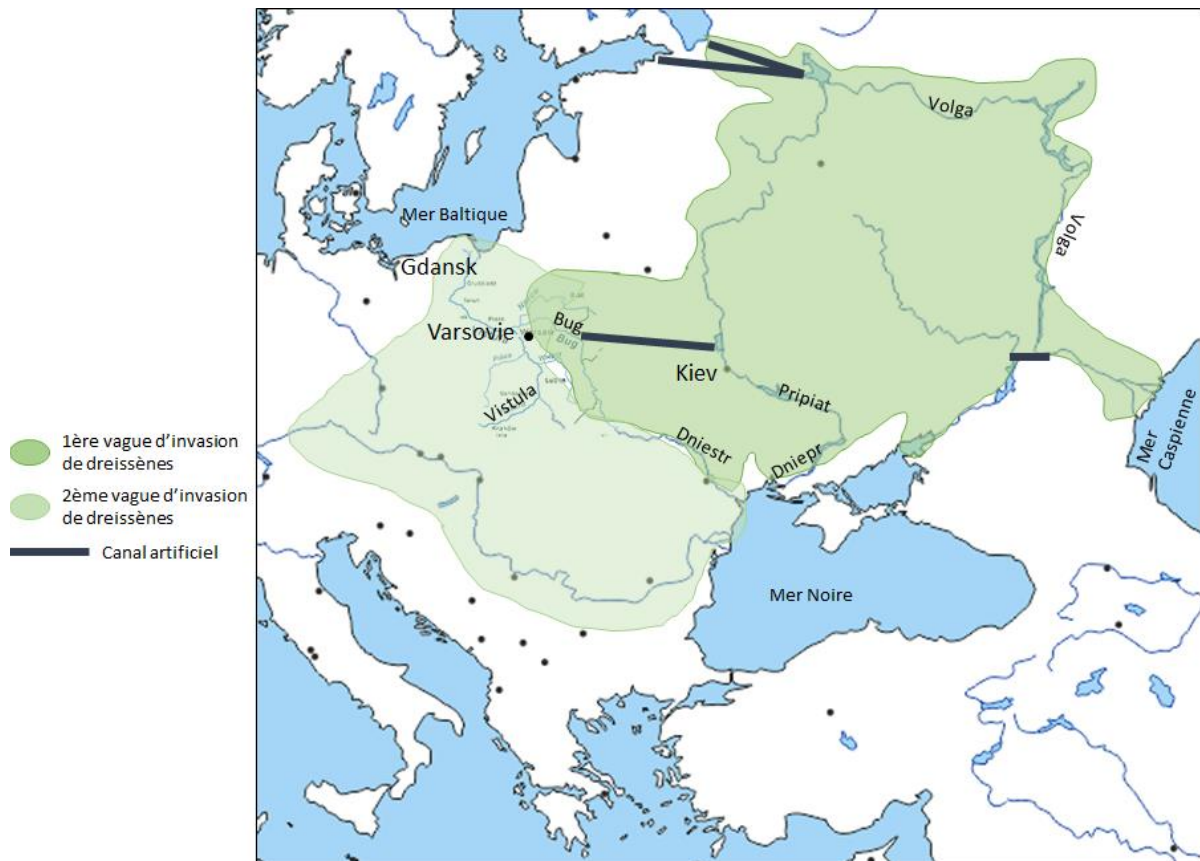 Volga
Volga
Mer Baltique
Gdansk
Varsovie
Bug
Bug
Kiev
Vistula
Pripiat
Dniestr
Dniepr
Mer
Caspienne
Mer Noire
1ère vague d’invasion
de dreissènes
2ème vague d’invasion
de dreissènes
Canal artificiel